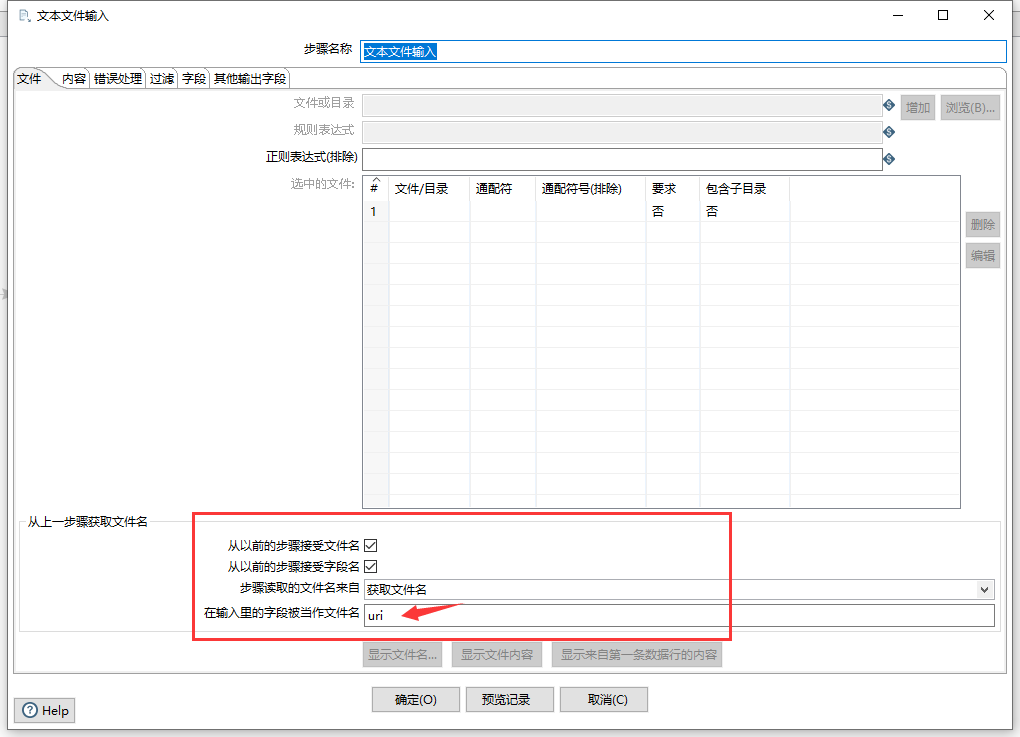 文本文件输入
步骤名称 文本文件输入
文件 内容 错误处理 过滤 字段 其他输出字段
文件或目录 增加 浏览(B)...
规则表达式
正则表达式(排除)
选中的文件:
# 文件/目录 通配符 通配符号(排除) 要求 包含子目录
1 否 否
删除
编辑
从上一步骤获取文件名
从以前的步骤接受文件名
从以前的步骤接受字段名
步骤读取的文件名来自 获取文件名
在输入里的字段被当作文件名 uri
显示文件名... 显示文件内容 显示来自第一条数据行的内容
确定(O) 预览记录 取消(C)
Help